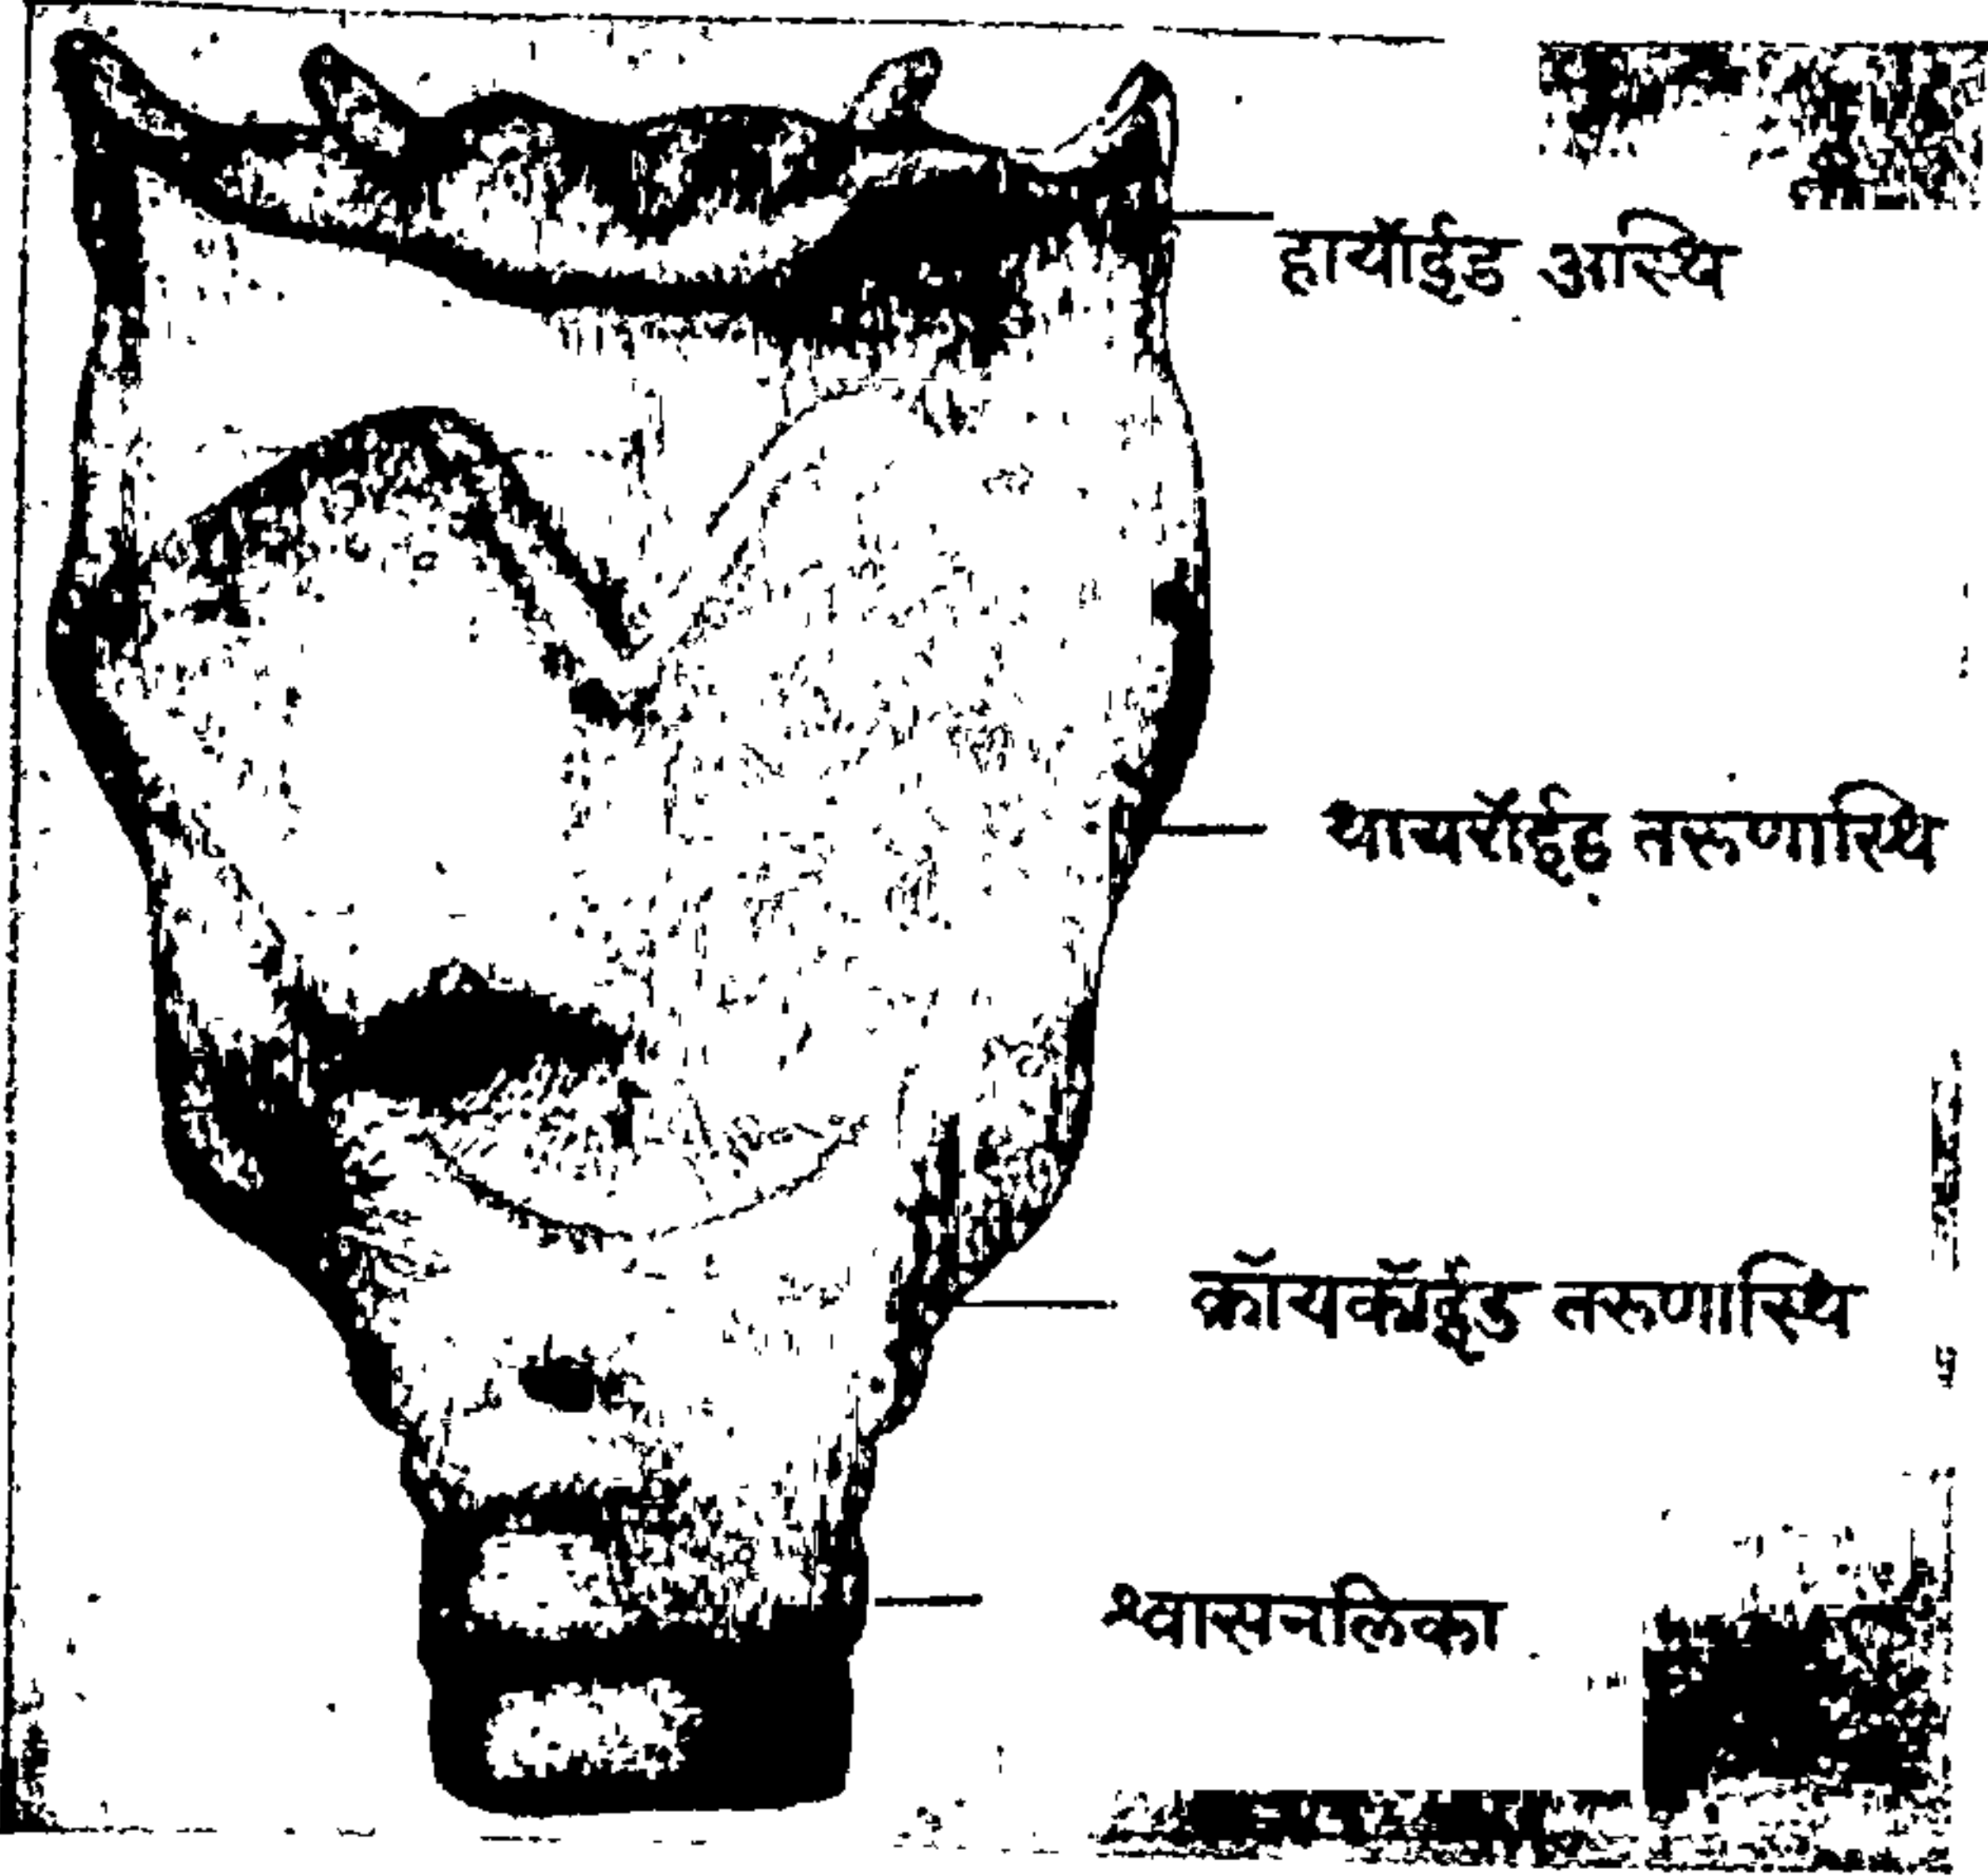 हायॉईड अस्थि
थायरॉईड तरूणास्थि
क्रॉयकॉईड तरूणास्थि
श्वासनलिका